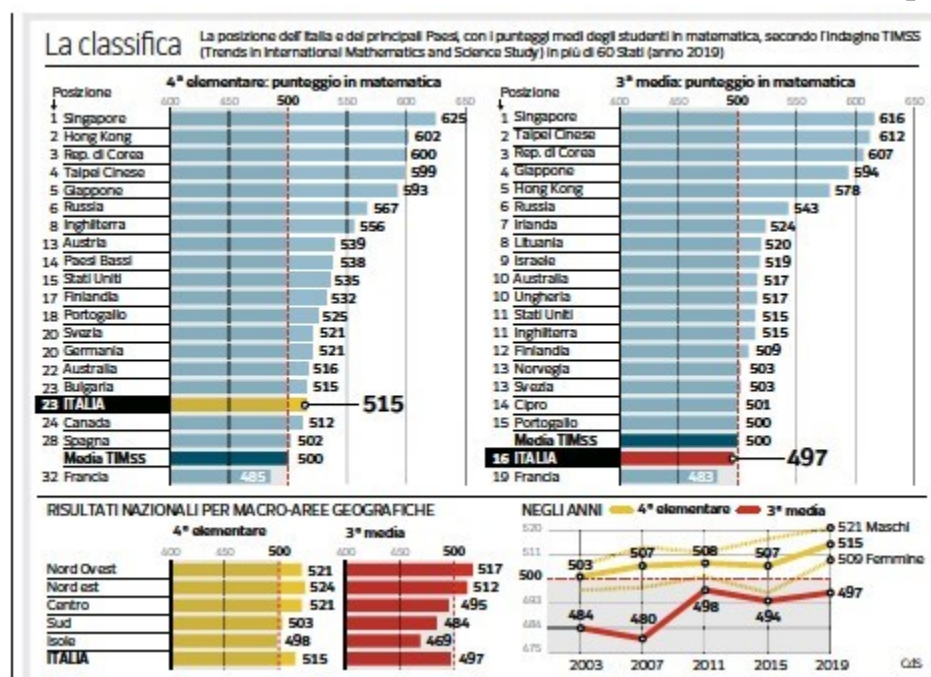 La classifica
La posizione dell'Italia e dei principali Paesi, con i punteggi medi degli studenti in matematica, secondo l'indagine TIMSS
(Trends in International Mathematics and Science Study) in più di 60 Stati (anno 2019)
4ª elementare: punteggio in matematica
Posizione
400 450 500 550 600 650
1 Singapore 625
2 Hong Kong 602
3 Rep. di Corea 600
4 Taipei Cinese 599
5 Giappone 593
6 Russia 567
8 Inghilterra 556
13 Austria 539
14 Paesi Bassi 538
15 Stati Uniti 535
17 Finlandia 532
18 Portogallo 525
20 Svezia 521
20 Germania 521
22 Australia 516
23 Bulgaria 515
23 ITALIA 515
24 Canada 512
28 Spagna 502
Media TIMSS 500
32 Francia 485
3ª media: punteggio in matematica
Posizione
400 450 500 550 600 650
1 Singapore 616
2 Taipei Cinese 612
3 Rep. di Corea 607
4 Giappone 594
5 Hong Kong 578
6 Russia 543
7 Irlanda 524
8 Lituania 520
9 Israele 519
10 Australia 517
10 Ungheria 517
11 Stati Uniti 515
11 Inghilterra 515
12 Finlandia 509
13 Norvegia 503
13 Svezia 503
14 Cipro 501
15 Portogallo 500
Media TIMSS 500
16 ITALIA 497
19 Francia 483
RISULTATI NAZIONALI PER MACRO-AREE GEOGRAFICHE
4ª elementare 3ª media
400 500 400 500
Nord Ovest 521 517
Nord est 524 512
Centro 521 495
Sud 503 484
Isole 498 469
ITALIA 515 497
NEGLI ANNI 4ª elementare 3ª media
520
511
500
493
484
475
503 507 508 507
521 Maschi
515
509 Femmine
484 480 498 494 497
2003 2007 2011 2015 2019
CdS